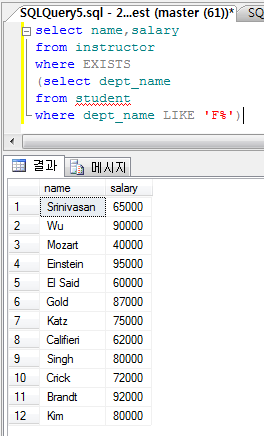 SQLQuery5.sql - 2...est (master (61))*
select name,salary
from instructor
where EXISTS
(select dept_name
from student
where dept_name LIKE 'F%')
결과 메시지
name salary
1 Srinivasan 65000
2 Wu 90000
3 Mozart 40000
4 Einstein 95000
5 El Said 60000
6 Gold 87000
7 Katz 75000
8 Califieri 62000
9 Singh 80000
10 Crick 72000
11 Brandt 92000
12 Kim 80000